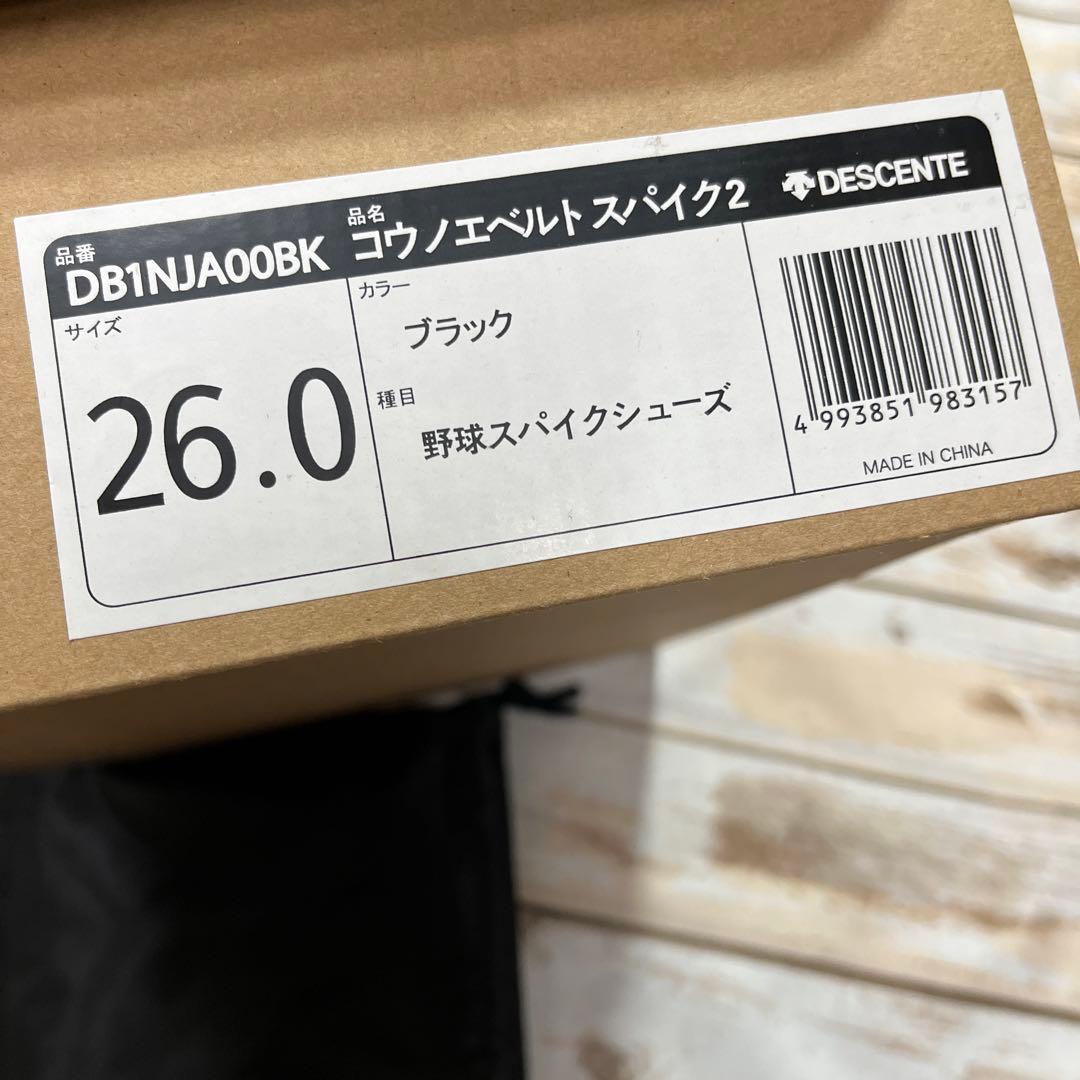 品番
DB1NJA00BK
品名
コウノエベルトスパイク2
DESCENTE
サイズ
26.0
カラー
ブラック
種目
野球スパイクシューズ
4 993851 983157
MADE IN CHINA